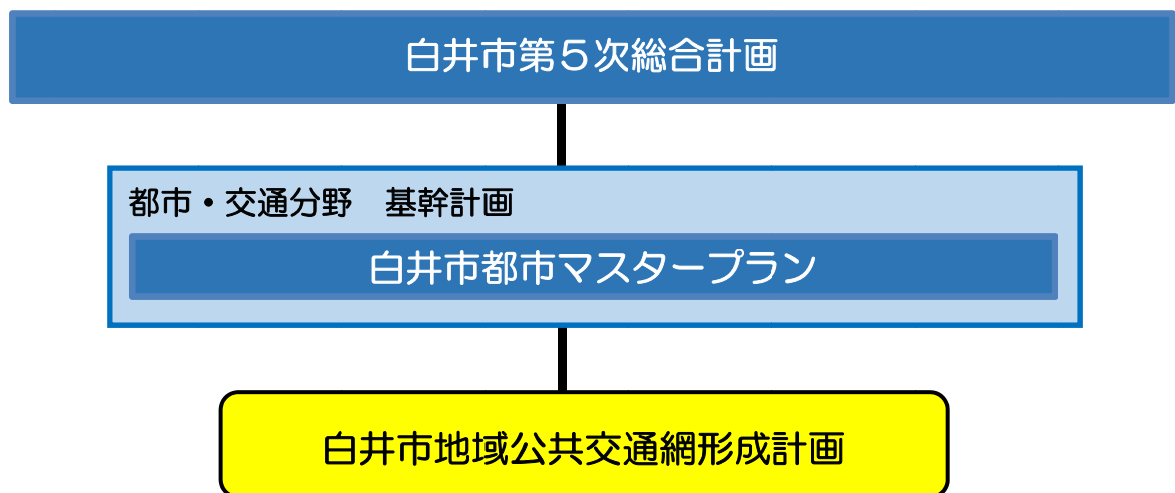 白井市第５次総合計画
都市・交通分野　基幹計画
白井市都市マスタープラン
白井市地域公共交通網形成計画